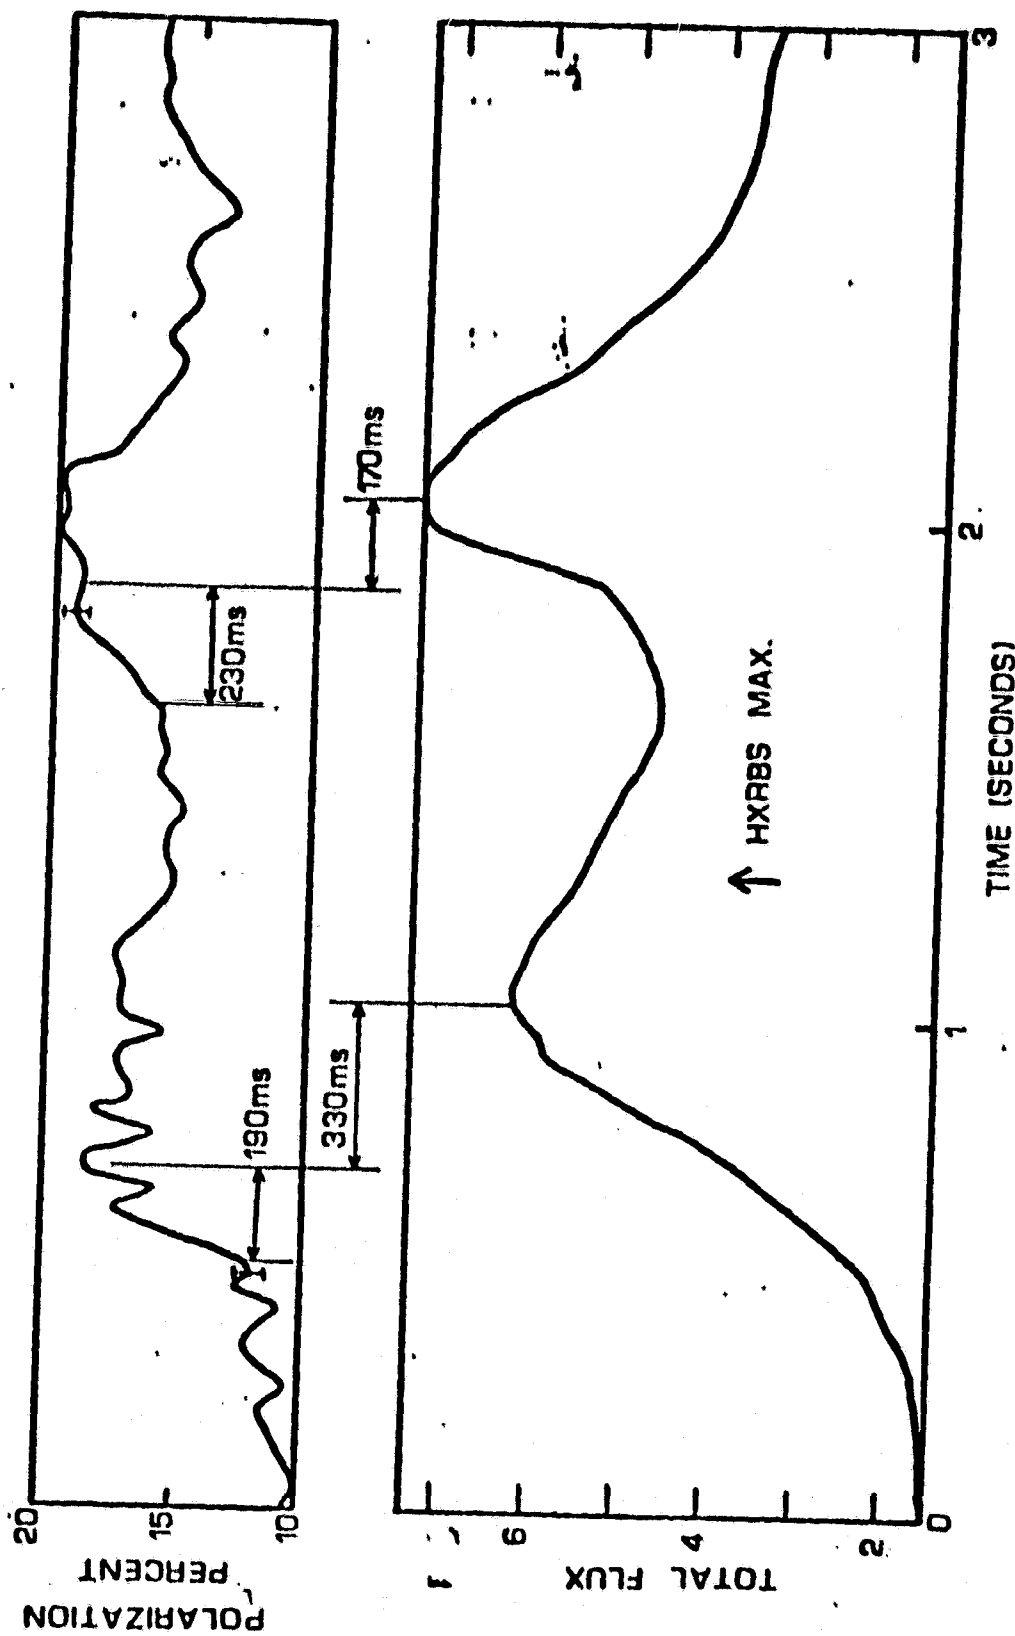 POLARIZATION
PERCENT
20
15
10
190ms
230ms
330ms
170ms
TOTAL FLUX
6
4
2
HXRBS MAX.
0
1
2
3
TIME (SECONDS)